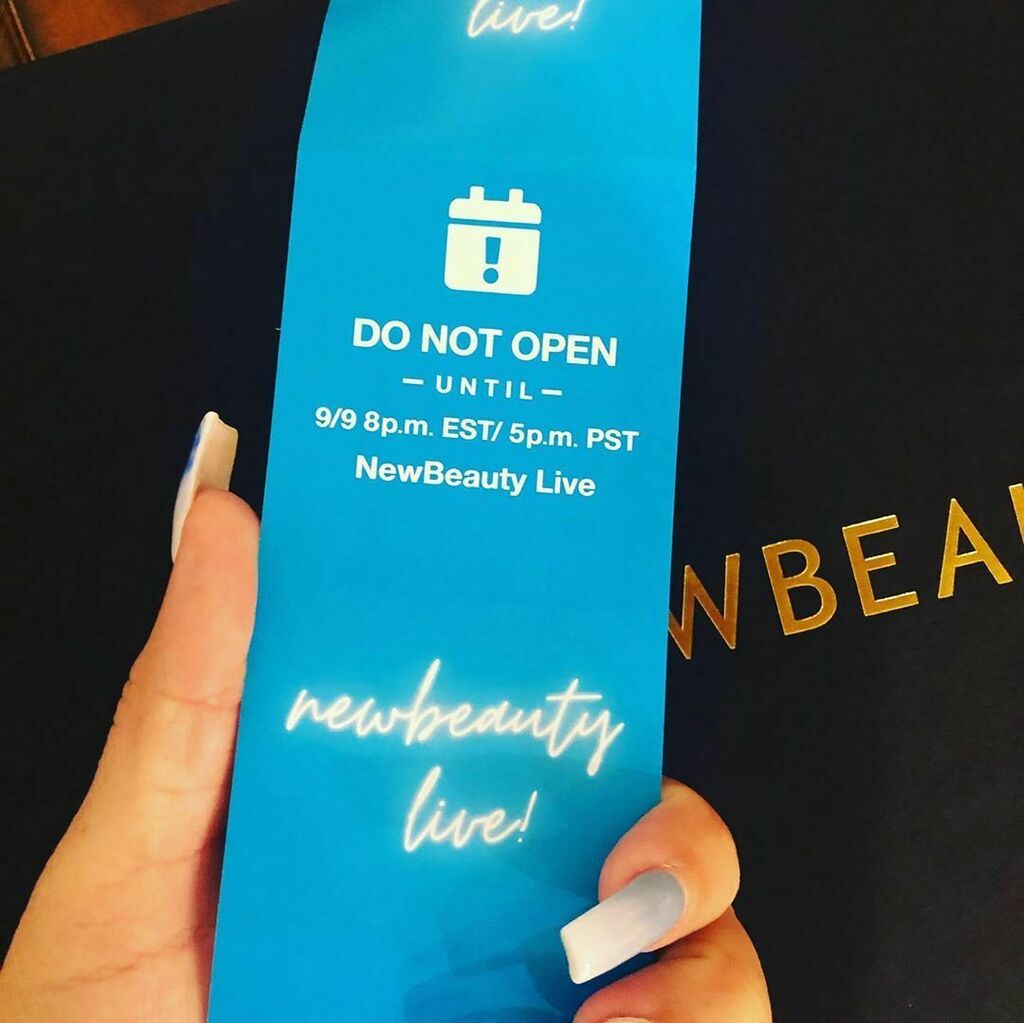 live!
DO NOT OPEN
— UNTIL —
9/9 8p.m. EST/ 5p.m. PST
NewBeauty Live
WBEAU
newbeauty
live!